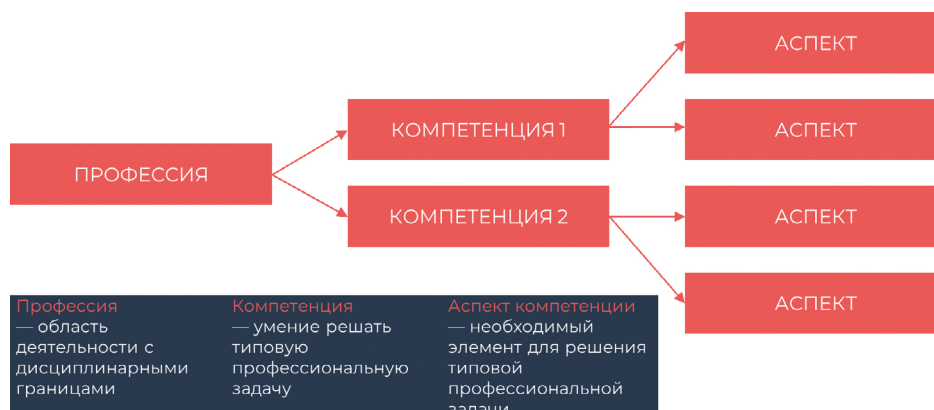 АСПЕКТ
КОМПЕТЕНЦИЯ 1
АСПЕКТ
ПРОФЕССИЯ
КОМПЕТЕНЦИЯ 2
АСПЕКТ
АСПЕКТ
Профессия
— область
деятельности с
дисциплинарными
границами
Компетенция
— умение решать
типовую
профессиональную
задачу
Аспект компетенции
— необходимый
элемент для решения
типовой
профессиональной
задачи